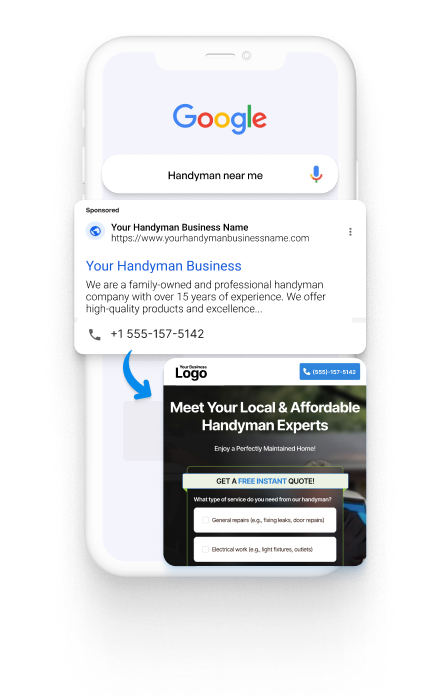 Google
Handyman near me
Sponsored
Your Handyman Business Name
https://www.yourhandymanbusinessname.com
Your Handyman Business
We are a family-owned and professional handyman
company with over 15 years of experience. We offer
high-quality products and excellence...
+1 555-157-5142
Your Business
Logo
(555)-157-5142
Meet Your Local & Affordable
Handyman Experts
Enjoy a Perfectly Maintained Home!
GET A FREE INSTANT QUOTE!
What type of service do you need from our handyman?
General repairs (e.g., fixing leaks, door repairs)
Electrical work (e.g., light fixtures, outlets)